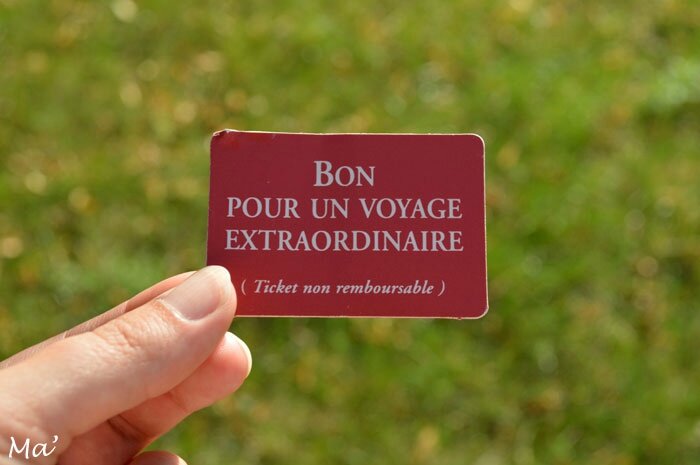 BON
POUR UN VOYAGE
EXTRAORDINAIRE
( Ticket non remboursable )
Ma'